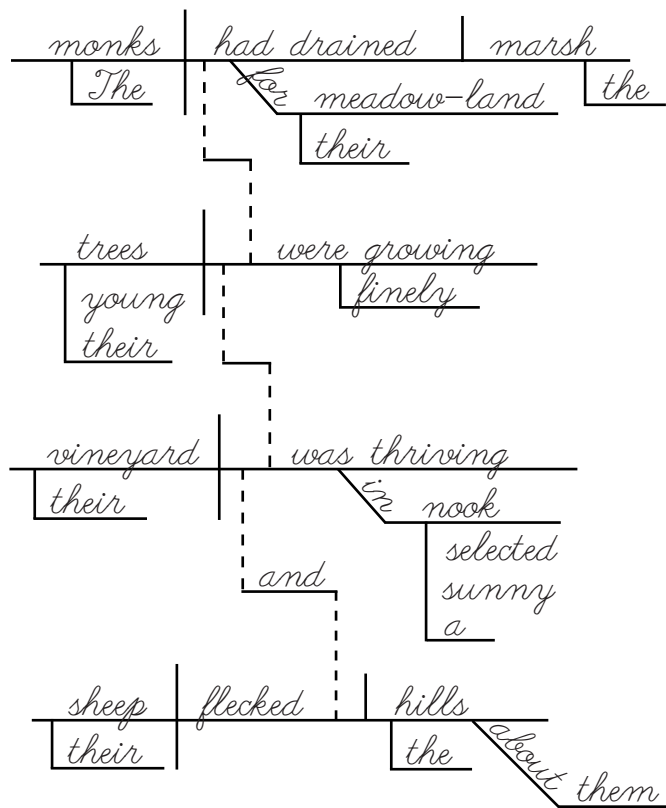 monks had drained marsh
The for the
meadow-land
their
trees were growing
young finely
their
vineyard was thriving
their in nook
selected
sunny
and
a
sheep flecked hills
their the about them